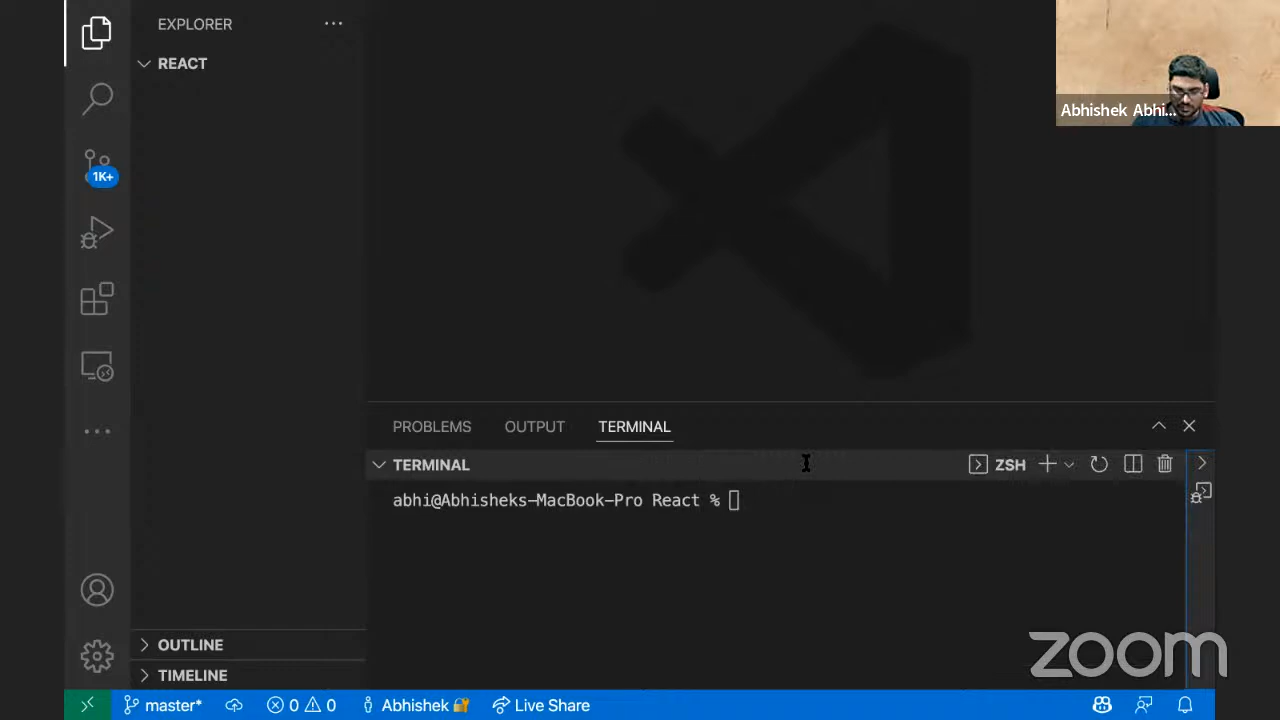 EXPLORER
REACT
1K+
Abhishek Abhi...
PROBLEMS OUTPUT TERMINAL
TERMINAL
ZSH
abhi@Abhisheks-MacBook-Pro React %
OUTLINE
TIMELINE
zoom
master* 0 0 Abhishek Live Share